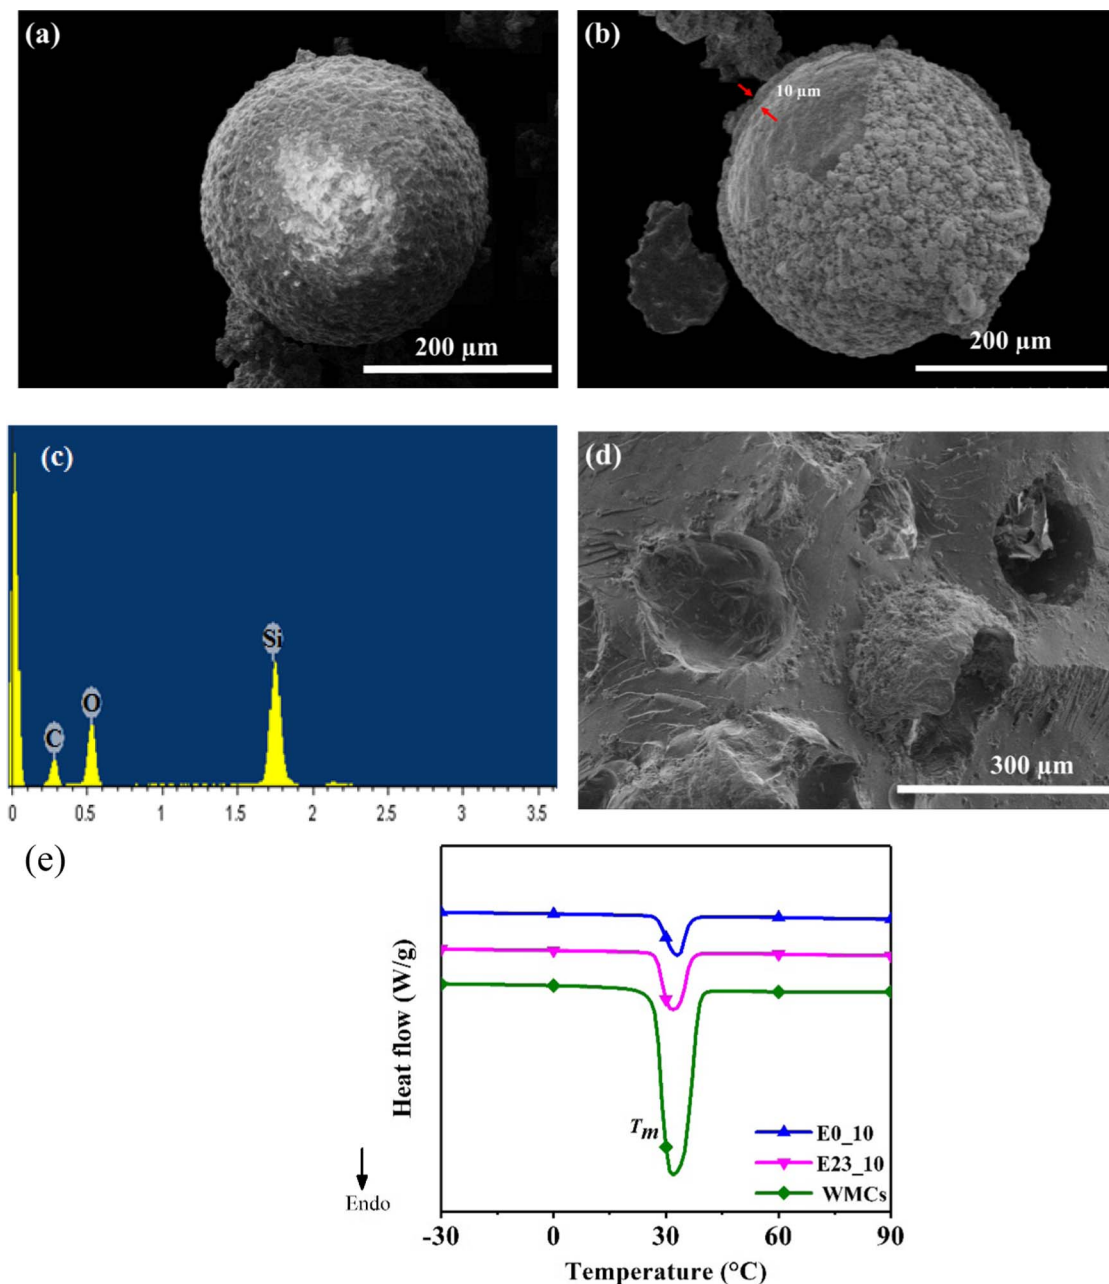 (a)
200 µm
(b)
10 µm
200 µm
(c)
C
O
Si
0 0.5 1 1.5 2 2.5 3 3.5
(d)
300 µm
(e)
Heat flow (W/g)
Endo
Tm
E0_10
E23_10
WMCs
-30 0 30 60 90
Temperature (°C)